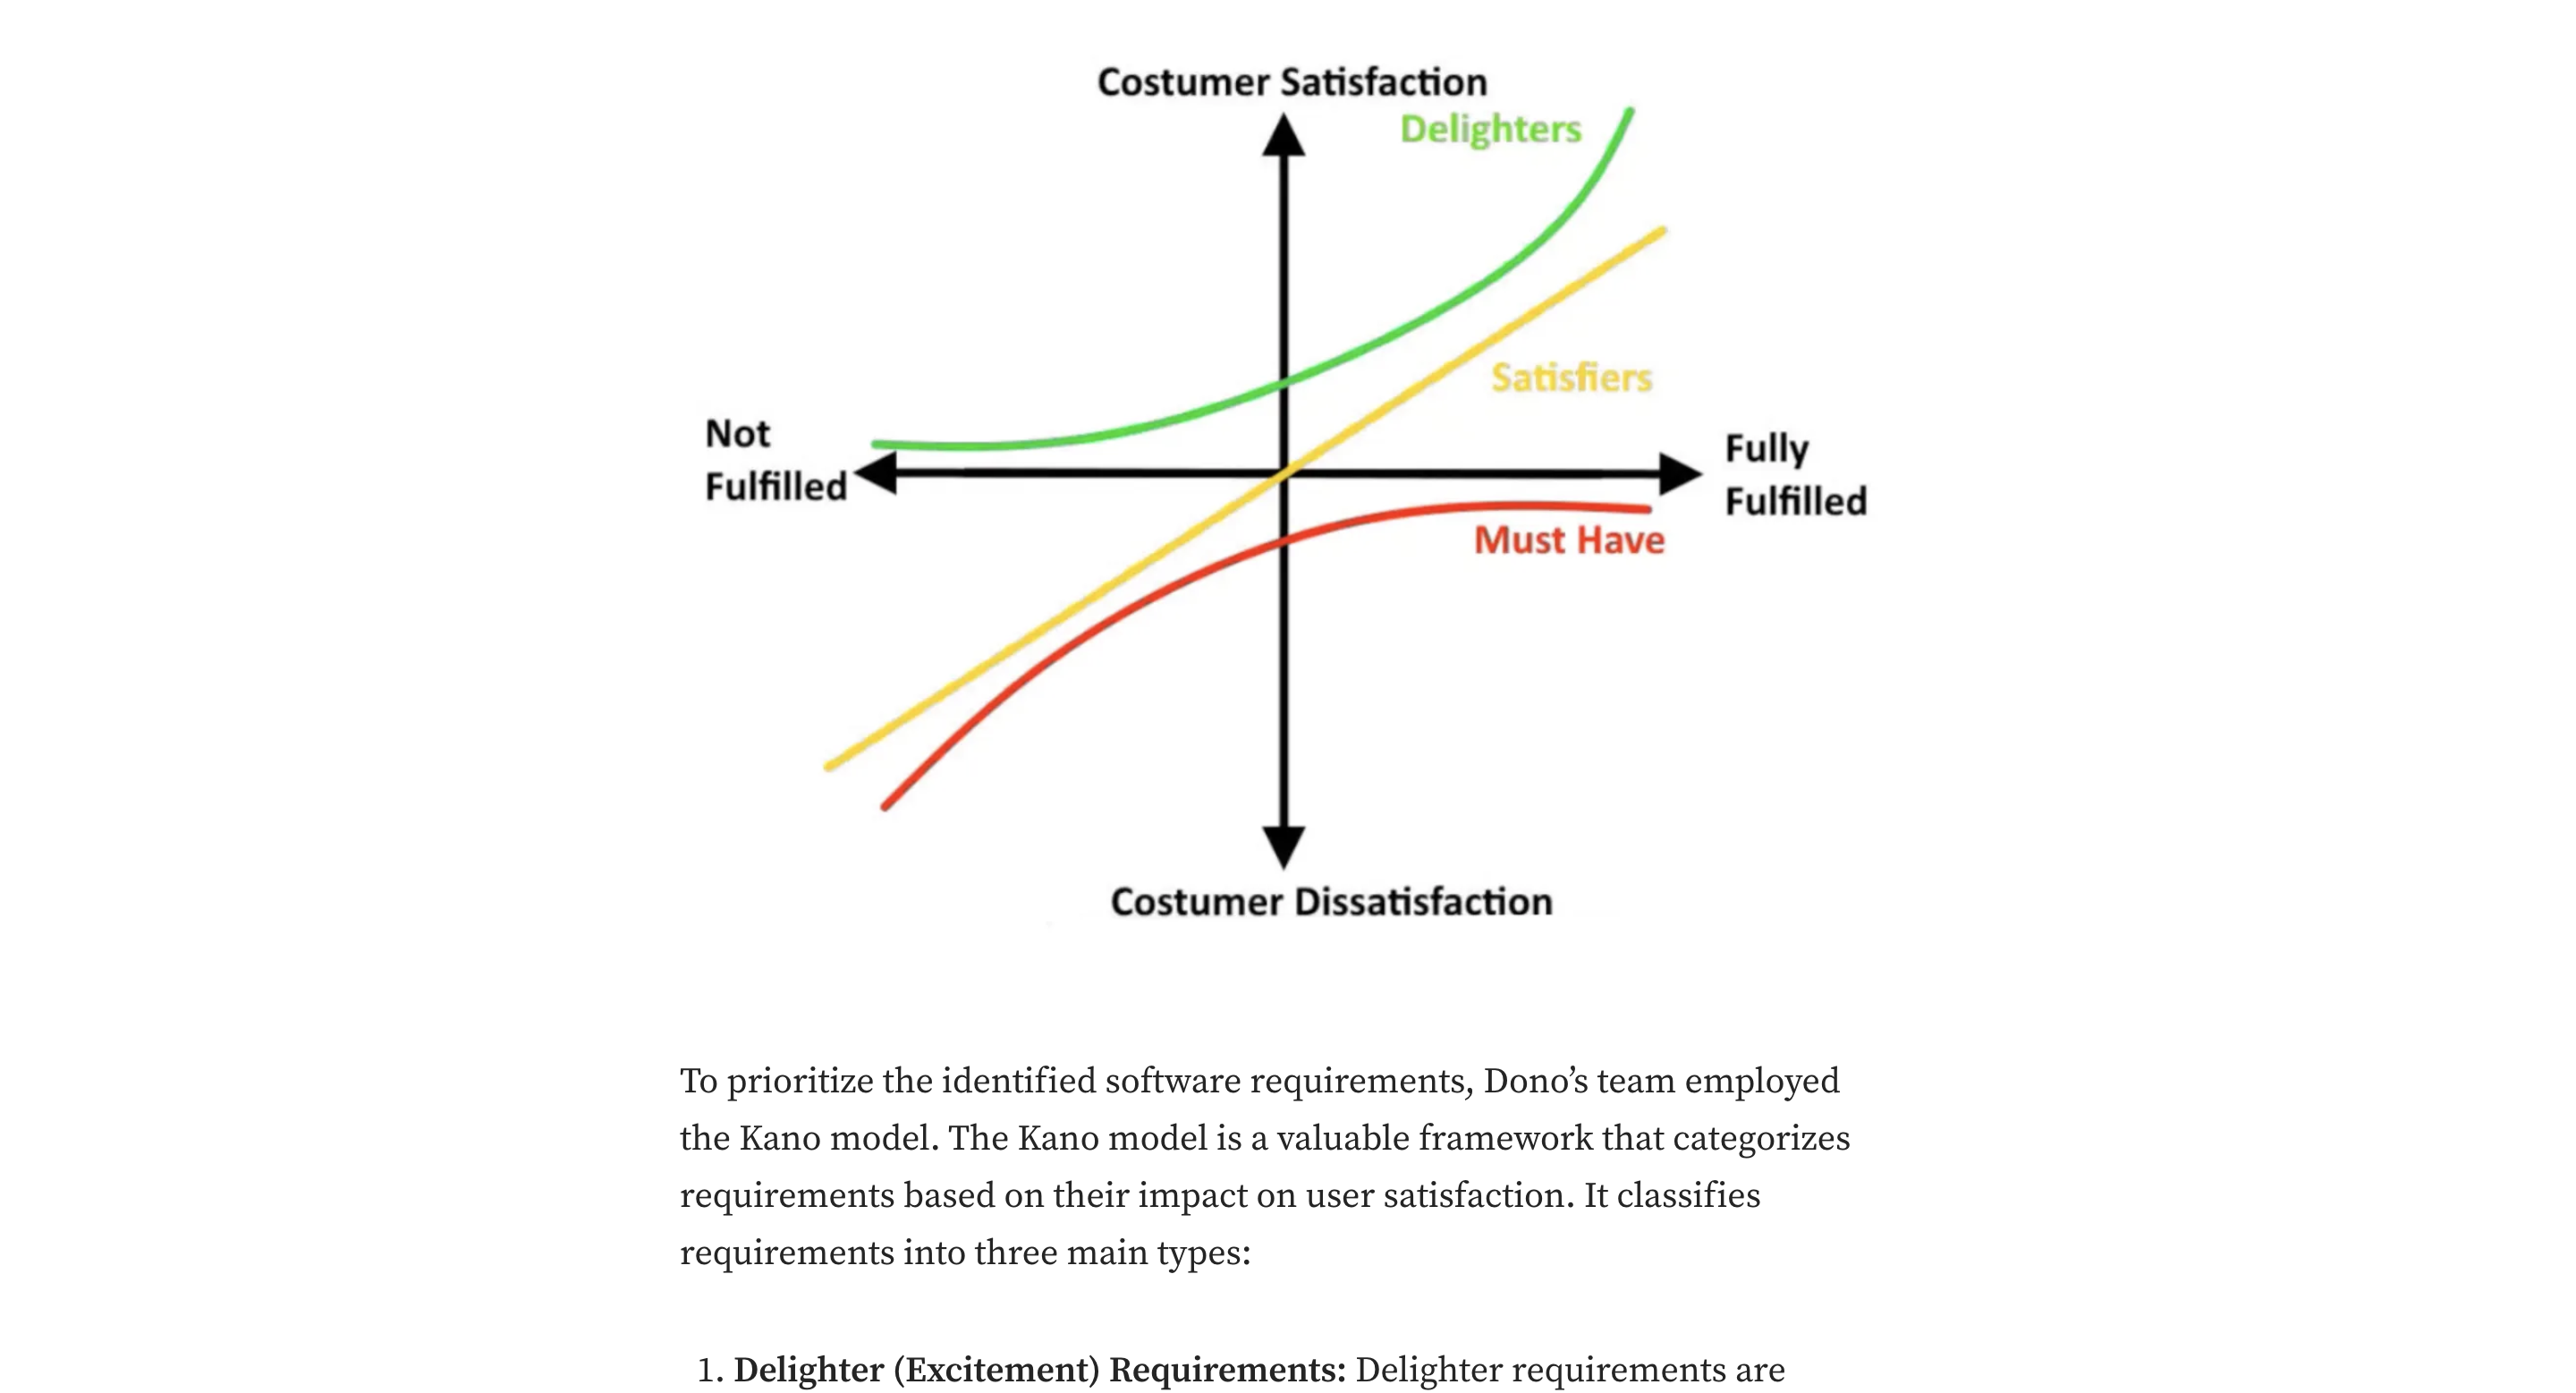 Costumer Satisfaction
Delighters
Satisfiers
Not
Fulfilled
Fully
Fulfilled
Must Have
Costumer Dissatisfaction
To prioritize the identified software requirements, Dono’s team employed
the Kano model. The Kano model is a valuable framework that categorizes
requirements based on their impact on user satisfaction. It classifies
requirements into three main types:
1. Delighter (Excitement) Requirements: Delighter requirements are